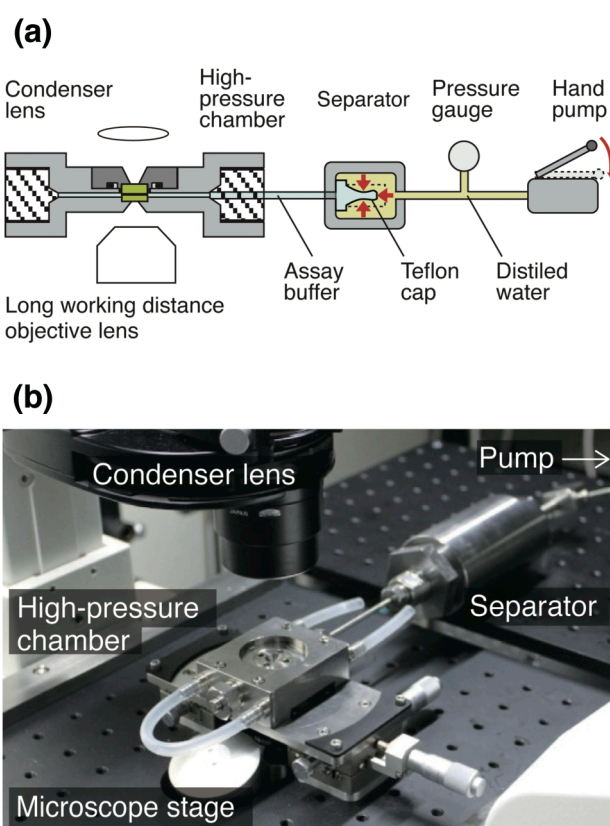 (a)
Condenser
lens
High-
pressure
chamber
Separator
Pressure
gauge
Hand
pump
Assay
buffer
Teflon
cap
Distiled
water
Long working distance
objective lens
(b)
Condenser lens
Pump
JAPAN
High-pressure
chamber
Separator
Microscope stage